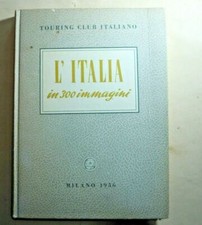 TOURING CLUB ITALIANO
L'ITALIA
in 300 immagini
MILANO 1956